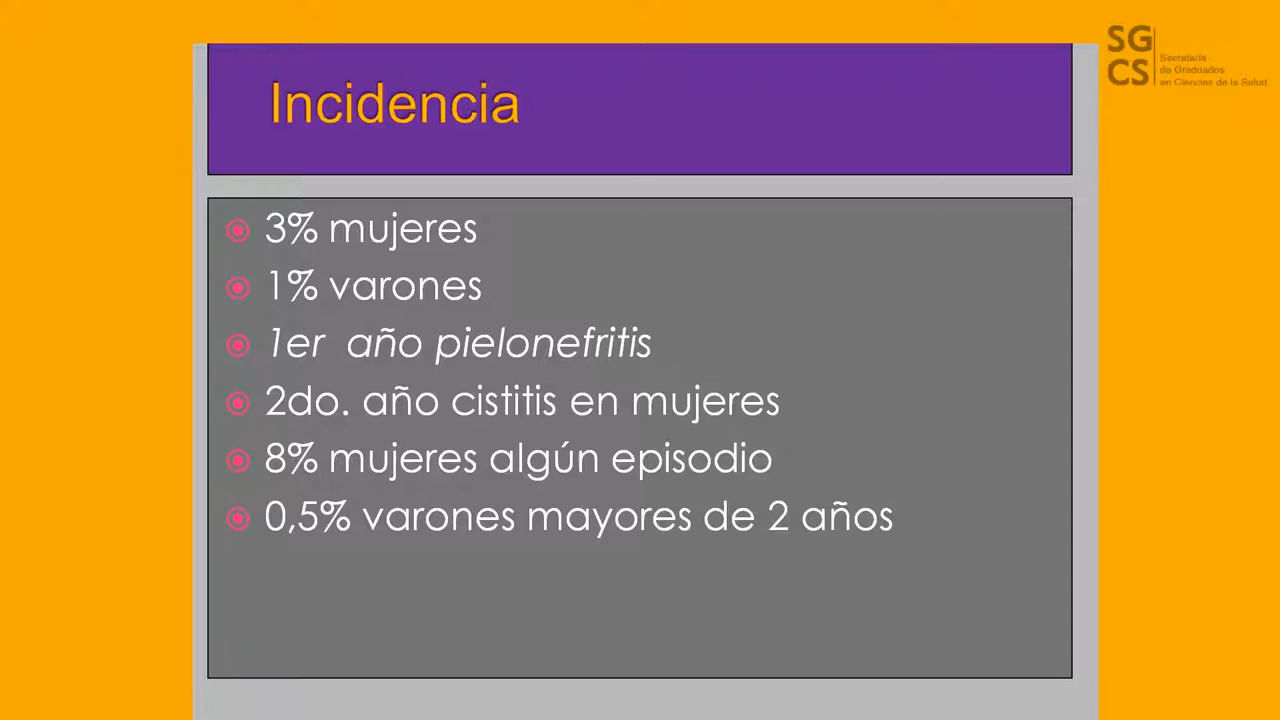 SG
CS
Secretaría
de Graduados
en Ciencias de la Salud
Incidencia
3% mujeres
1% varones
1er año pielonefritis
2do. año cistitis en mujeres
8% mujeres algún episodio
0,5% varones mayores de 2 años